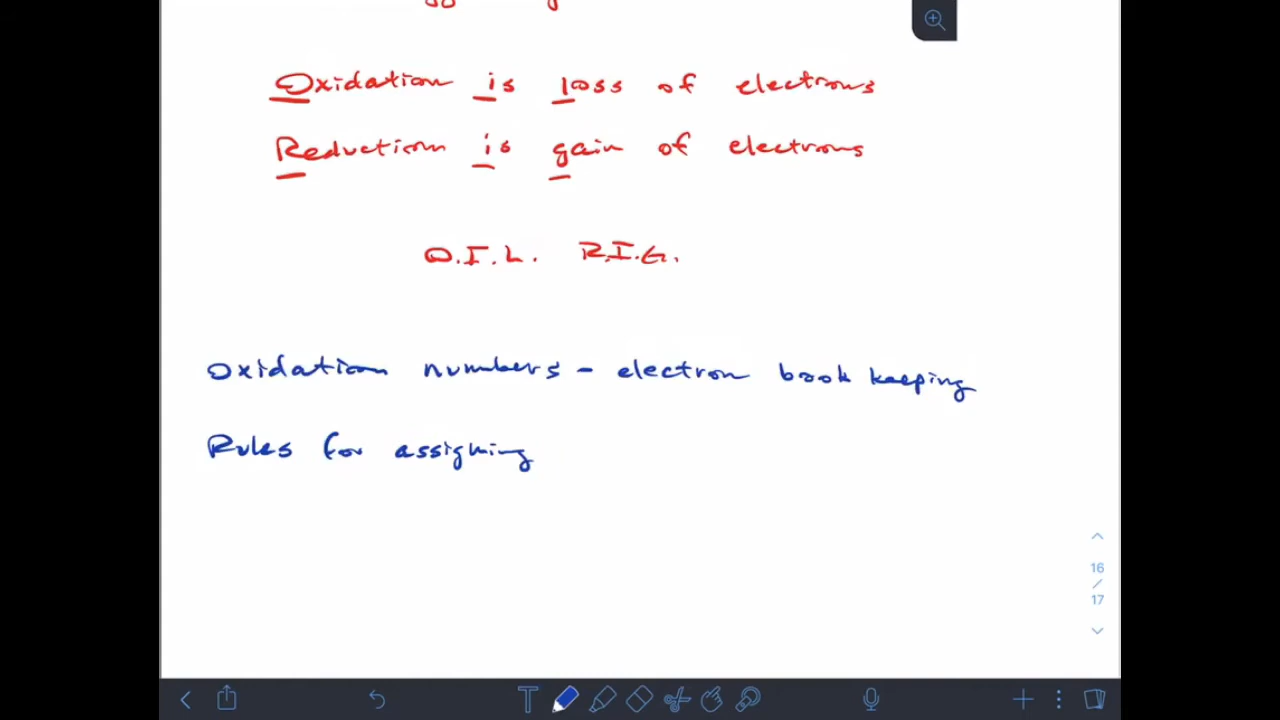 Oxidation is loss of electrons
Reduction is gain of electrons
O.I.L. R.I.G.
Oxidation numbers - electron book keeping
Rules for assigning
16
/
17
T